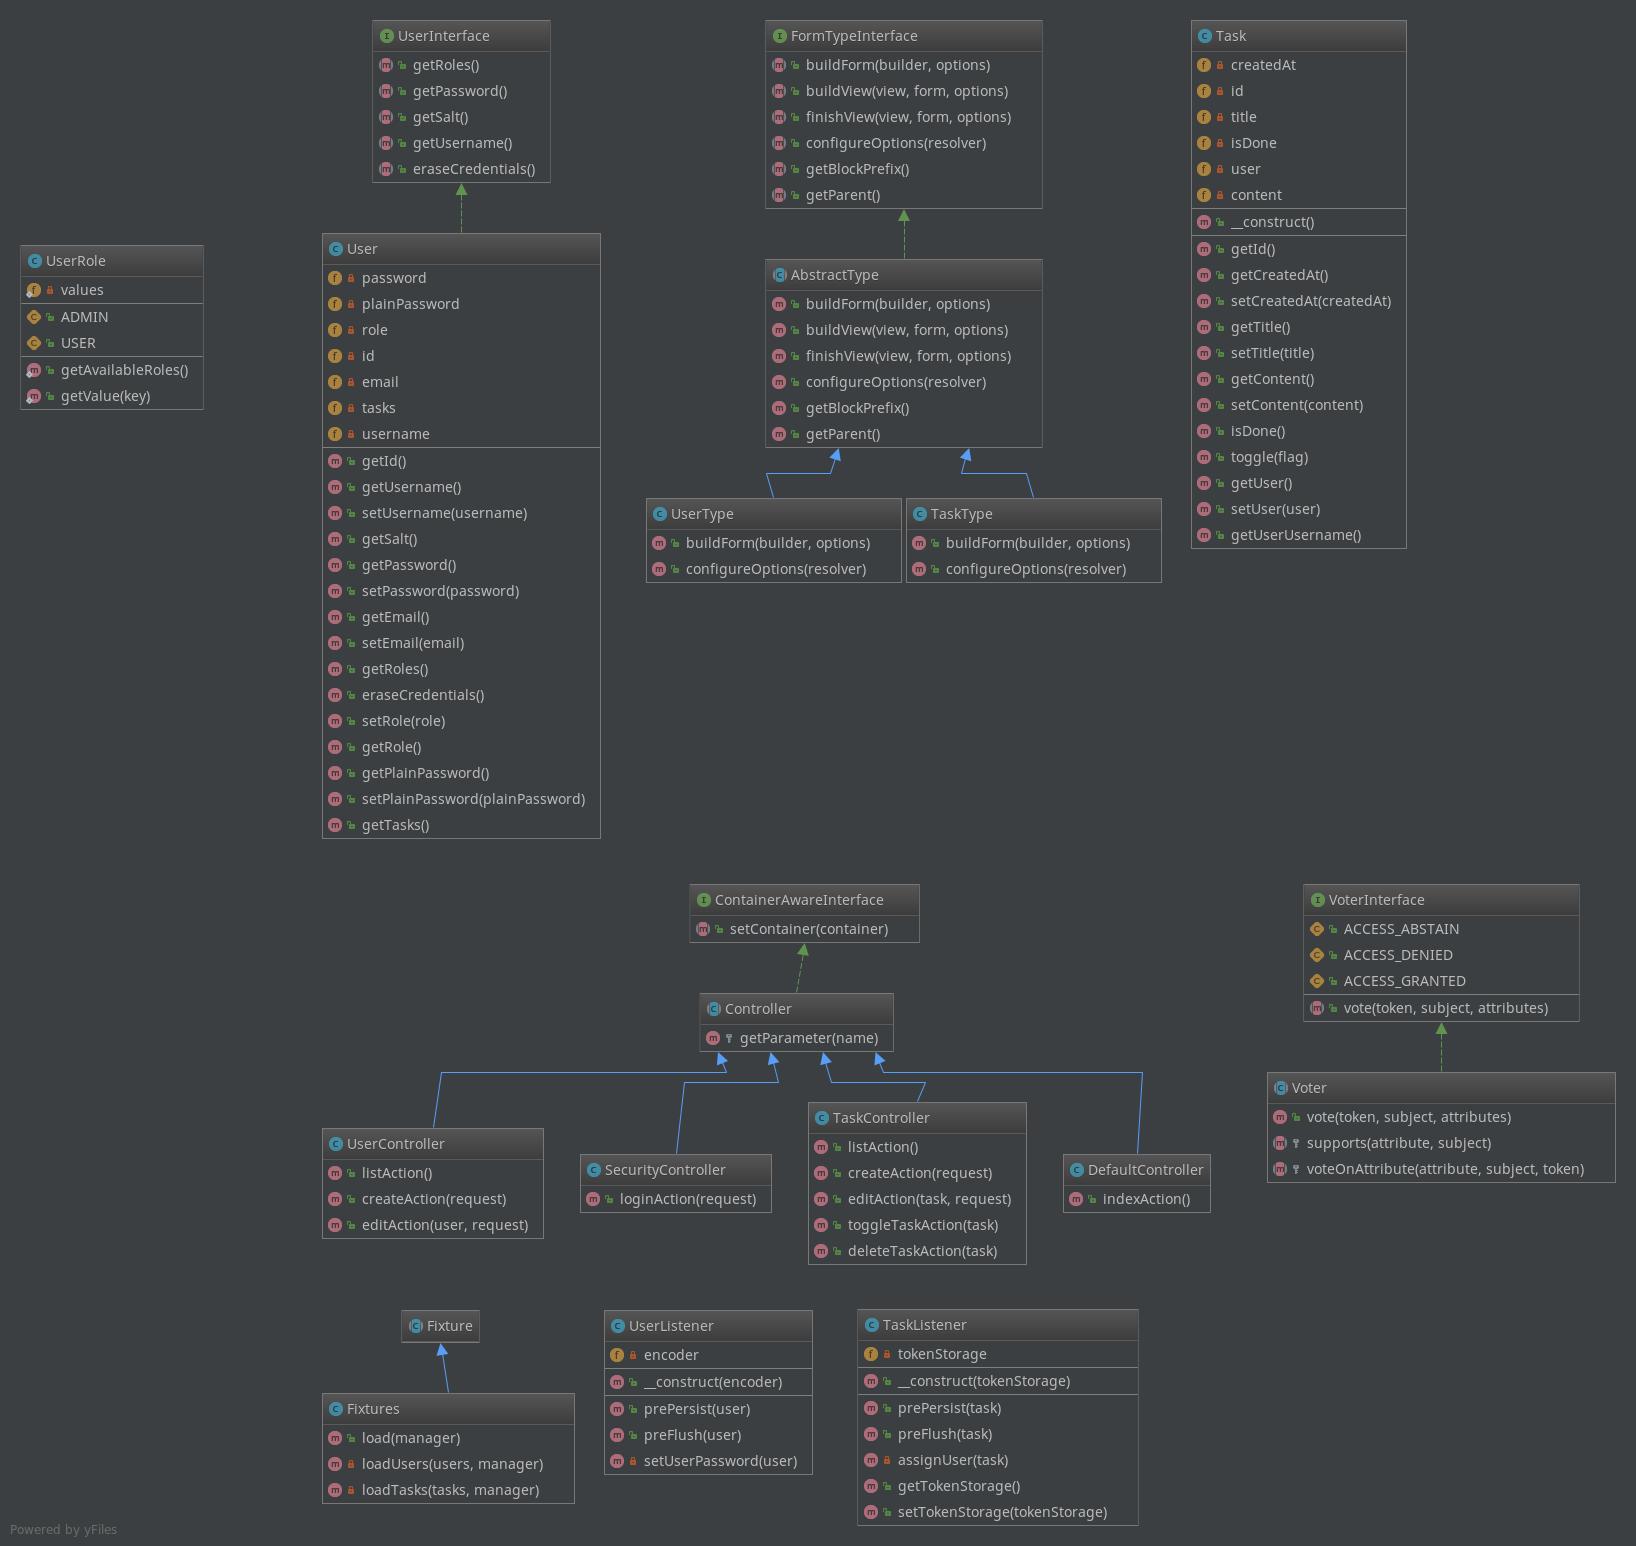 UserInterface
getRoles()
getPassword()
getSalt()
getUsername()
eraseCredentials()
FormTypeInterface
buildForm(builder, options)
buildView(view, form, options)
finishView(view, form, options)
configureOptions(resolver)
getBlockPrefix()
getParent()
Task
createdAt
id
title
isDone
user
content
__construct()
getId()
getCreatedAt()
setCreatedAt(createdAt)
getTitle()
setTitle(title)
getContent()
setContent(content)
isDone()
toggle(flag)
getUser()
setUser(user)
getUserUsername()
UserRole
values
ADMIN
USER
getAvailableRoles()
getValue(key)
User
password
plainPassword
role
id
email
tasks
username
getId()
getUsername()
setUsername(username)
getSalt()
getPassword()
setPassword(password)
getEmail()
setEmail(email)
getRoles()
eraseCredentials()
setRole(role)
getRole()
getPlainPassword()
setPlainPassword(plainPassword)
getTasks()
AbstractType
buildForm(builder, options)
buildView(view, form, options)
finishView(view, form, options)
configureOptions(resolver)
getBlockPrefix()
getParent()
UserType
buildForm(builder, options)
configureOptions(resolver)
TaskType
buildForm(builder, options)
configureOptions(resolver)
ContainerAwareInterface
setContainer(container)
Controller
getParameter(name)
VoterInterface
ACCESS_ABSTAIN
ACCESS_DENIED
ACCESS_GRANTED
vote(token, subject, attributes)
Voter
vote(token, subject, attributes)
supports(attribute, subject)
voteOnAttribute(attribute, subject, token)
UserController
listAction()
createAction(request)
editAction(user, request)
SecurityController
loginAction(request)
TaskController
listAction()
createAction(request)
editAction(task, request)
toggleTaskAction(task)
deleteTaskAction(task)
DefaultController
indexAction()
Fixture
Fixtures
load(manager)
loadUsers(users, manager)
loadTasks(tasks, manager)
UserListener
encoder
__construct(encoder)
prePersist(user)
preFlush(user)
setUserPassword(user)
TaskListener
tokenStorage
__construct(tokenStorage)
prePersist(task)
preFlush(task)
assignUser(task)
getTokenStorage()
setTokenStorage(tokenStorage)
Powered by yFiles